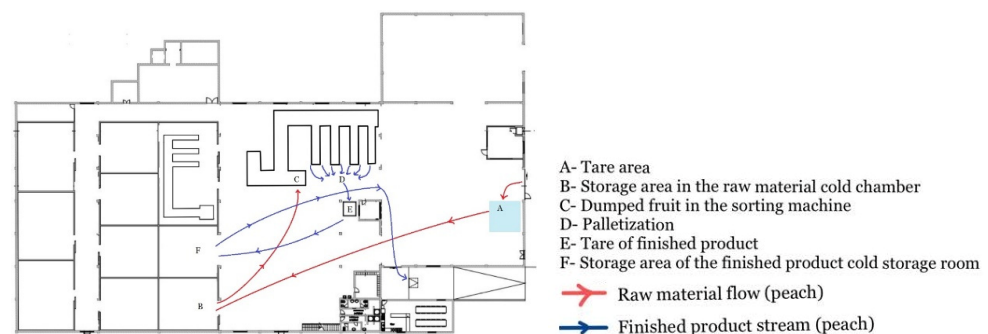 C
D
A
E
F
B
A- Tare area
B- Storage area in the raw material cold chamber
C- Dumped fruit in the sorting machine
D- Palletization
E- Tare of finished product
F- Storage area of the finished product cold storage room
Raw material flow (peach)
Finished product stream (peach)